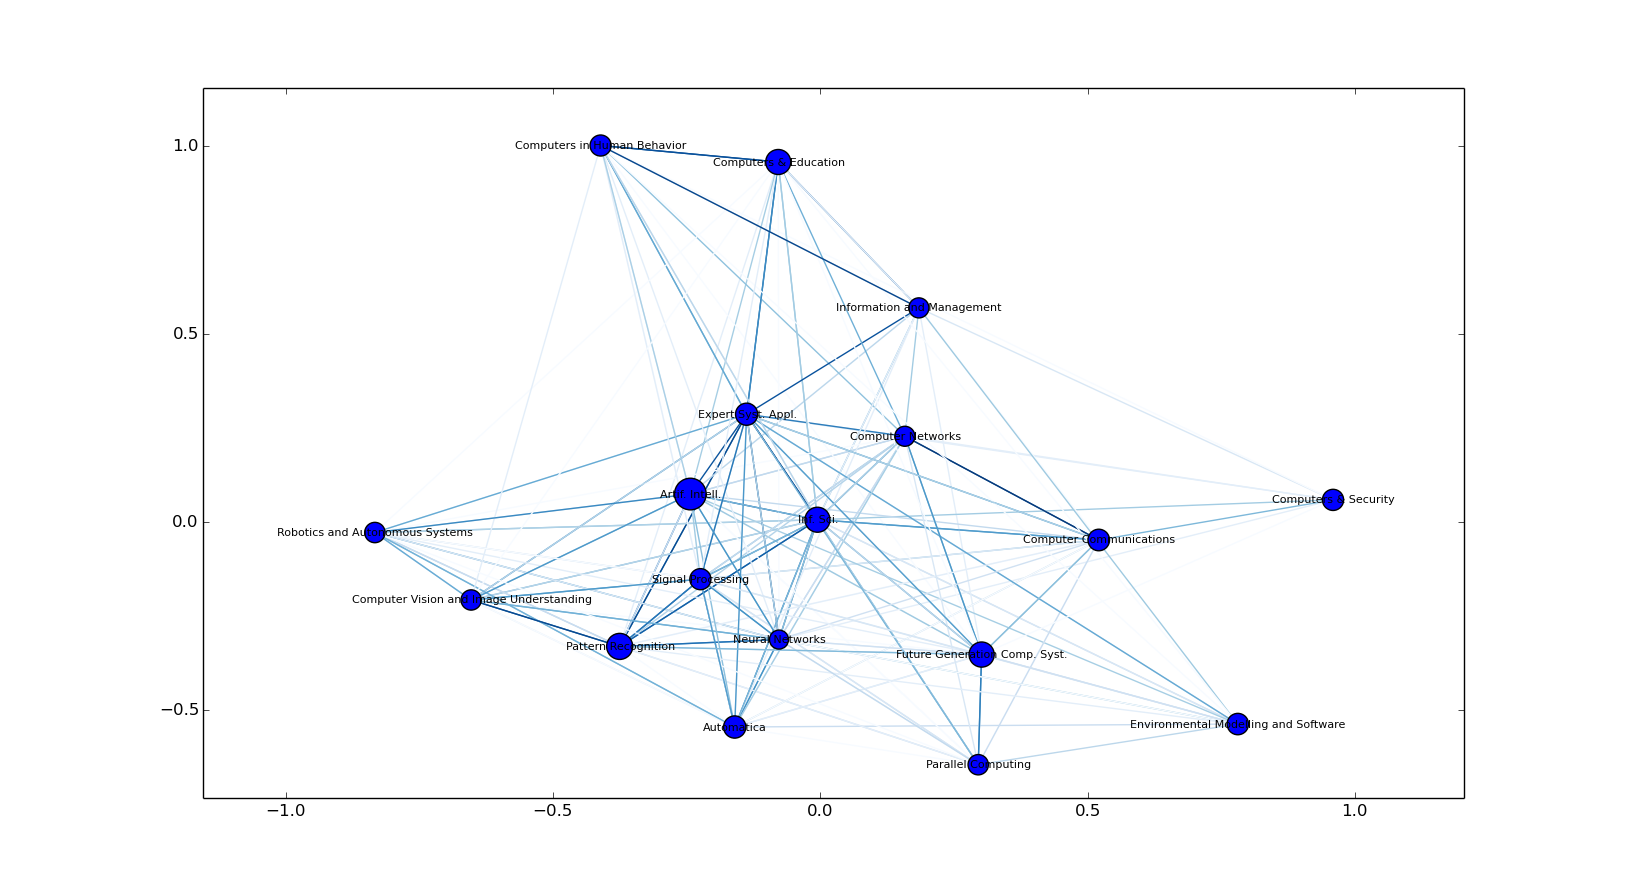 Computers in Human Behavior
Computers & Education
1.0
Information and Management
0.5
Expert Syst. Appl.
Computer Networks
Artif. Intell.
Computers & Security
Inf. Sci.
0.0
Robotics and Autonomous Systems
Computer Communications
Signal Processing
Computer Vision and Image Understanding
Neural Networks
Pattern Recognition
Future Generation Comp. Syst.
−0.5
Environmental Modelling and Software
Automatica
Parallel Computing
−1.0
−0.5
0.0
0.5
1.0